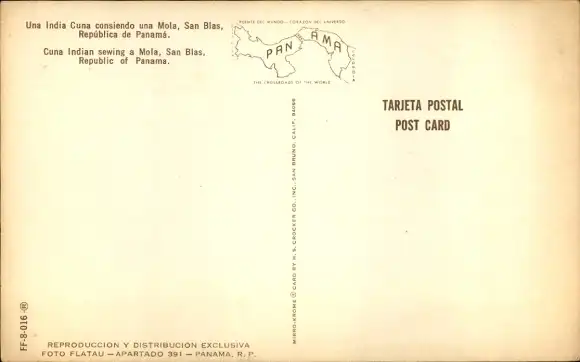 Una India Cuna consiendo una Mola, San Blas,
República de Panamá.
Cuna Indian sewing a Mola, San Blas,
Republic of Panama.
PUENTE DEL MUNDO — CORAZON DEL UNIVERSO
PANAMA
THE CROSSROADS OF THE WORLD
TARJETA POSTAL
POST CARD
MIRRO-KROME ® CARD BY H. S. CROCKER CO., INC., SAN BRUNO, CALIF. 94066
FF-8-016
REPRODUCCION Y DISTRIBUCION EXCLUSIVA
FOTO FLATAU — APARTADO 391 — PANAMA, R. P.